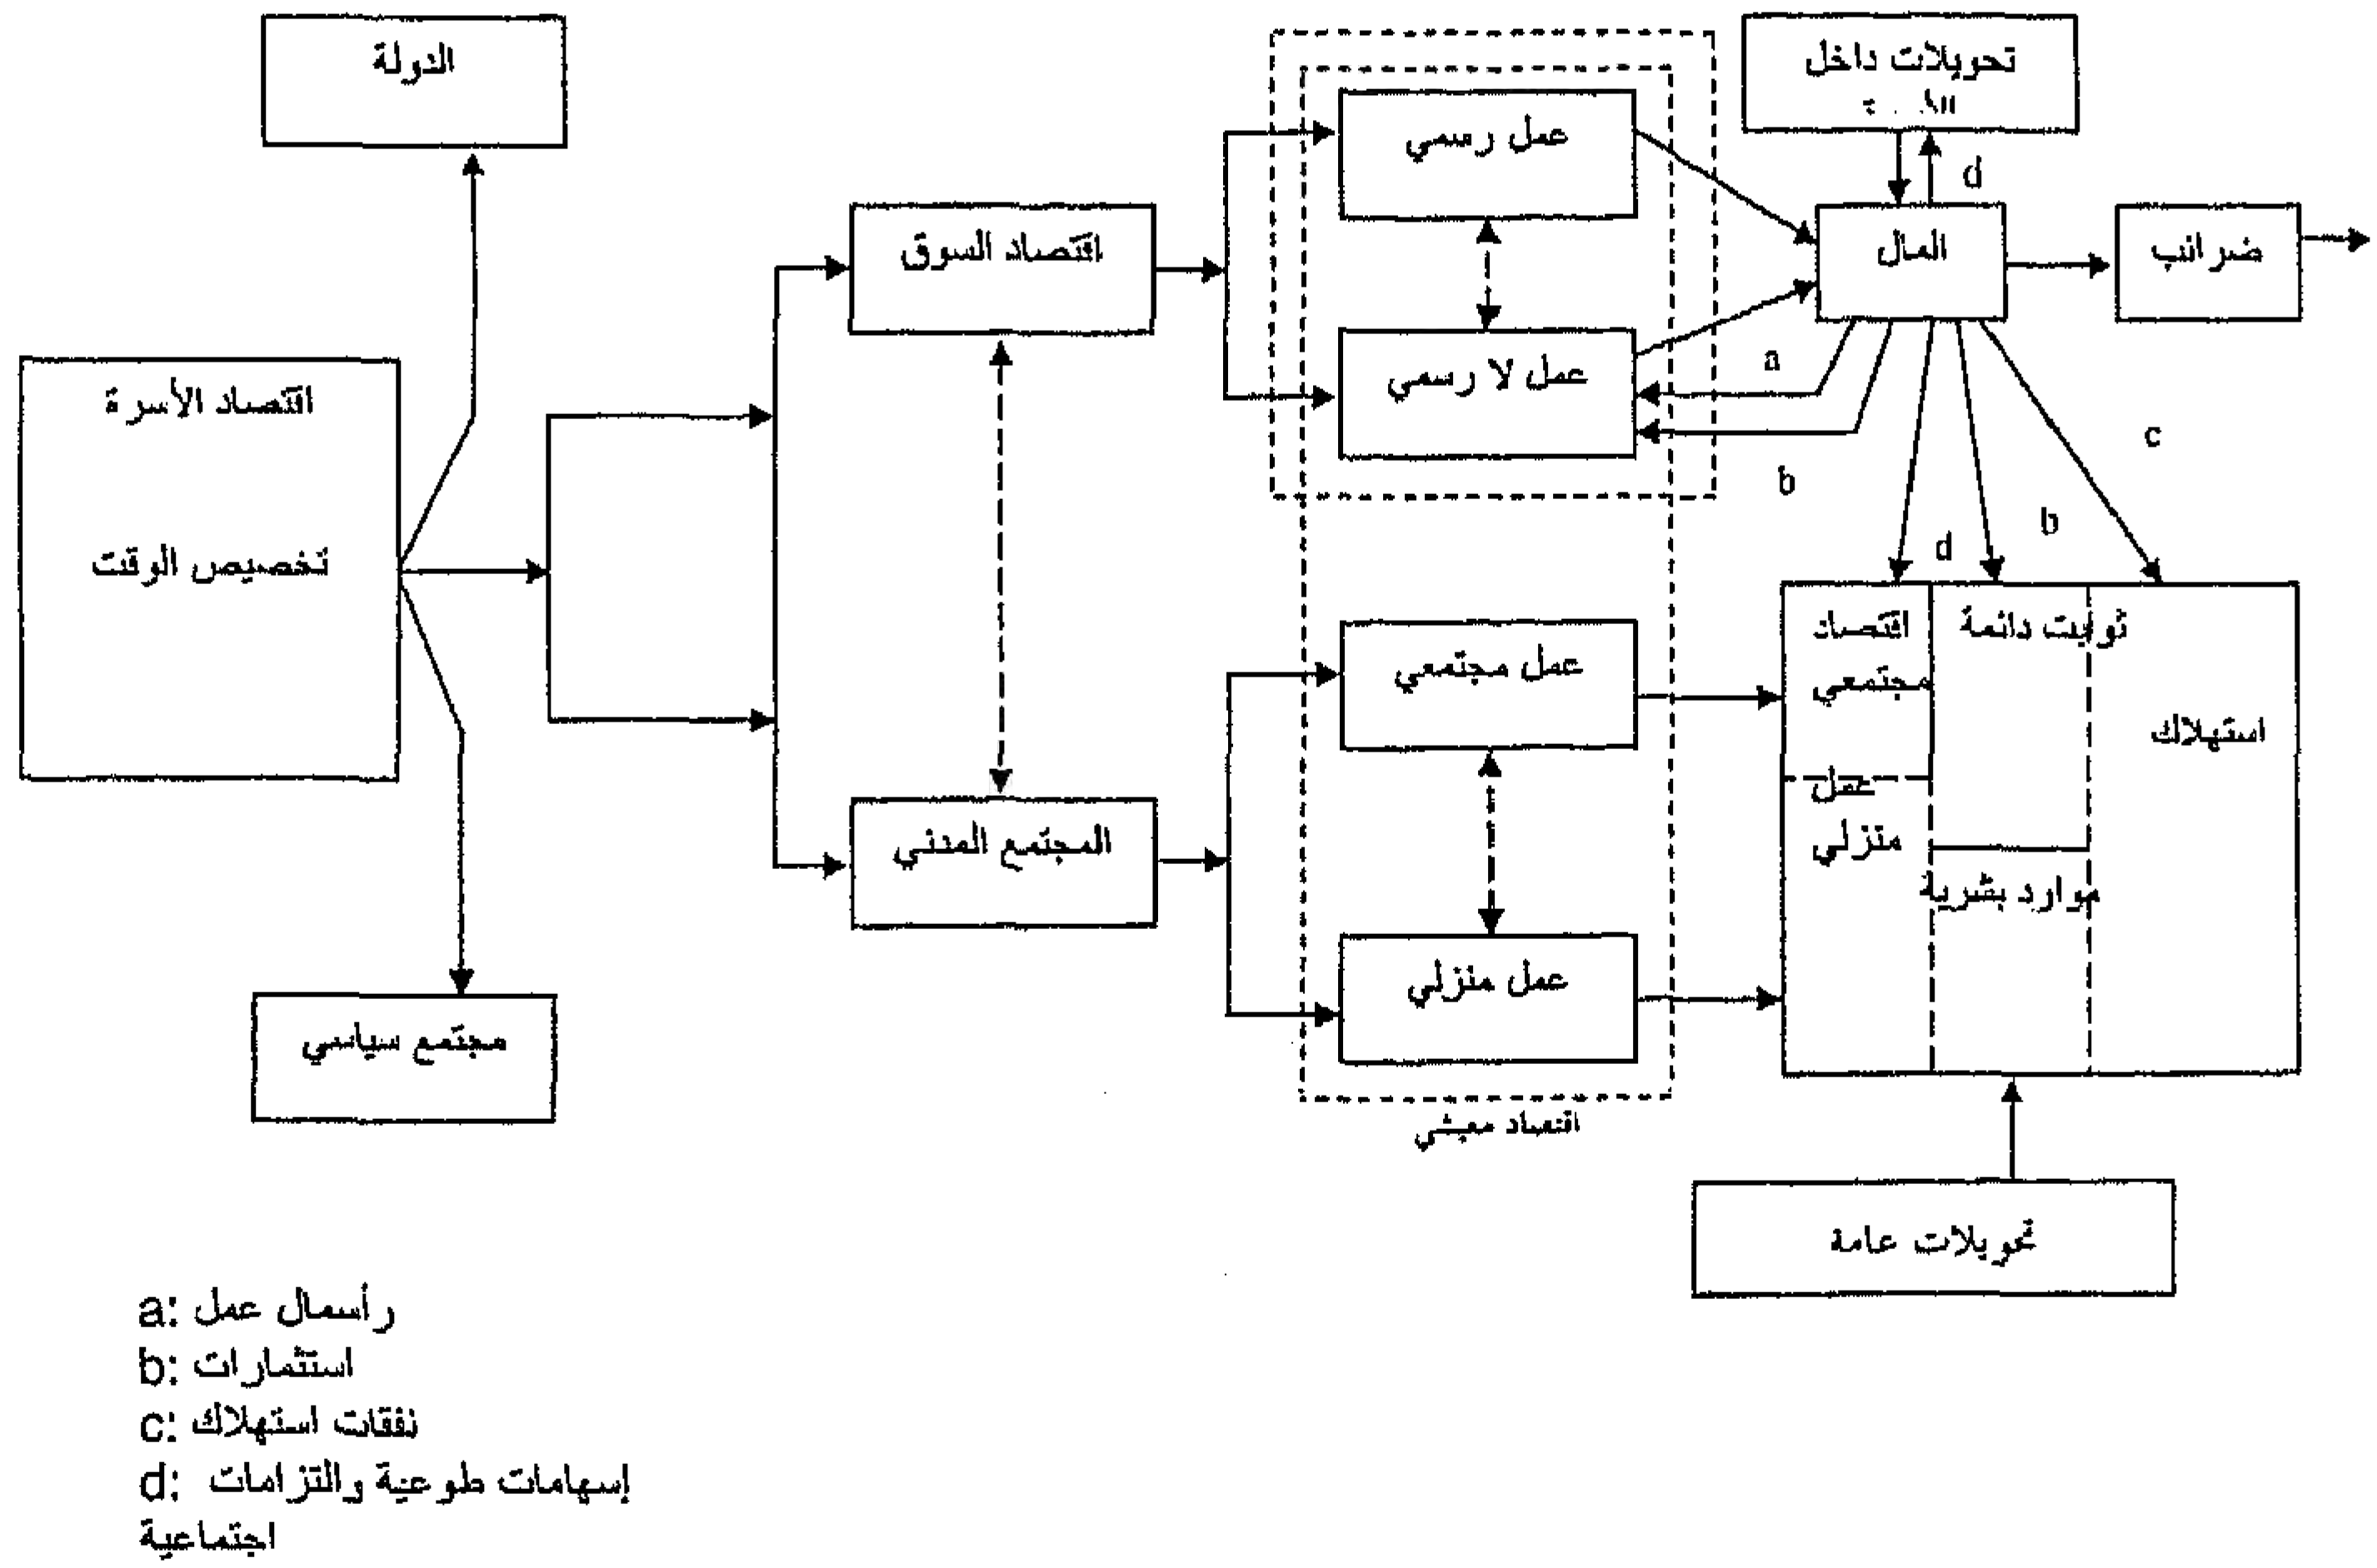 الدولة
تحويلات داخل
عمل رسمي
d
اقتصاد السوق
المال
ضرائب
a
عمل لا رسمي
اقتصاد الأسرة
c
b
b
d
تخصيص الوقت
اقتصاد
مجتمعي
ثوابت دائمة
عمل مجتمعي
استهلاك
عمل
منزلي
المجتمع المدني
موارد بشرية
عمل منزلي
مجتمع سياسي
اقتصاد معيشي
تحويلات عامة
a: رأسمال عمل
b: استثمارات
c: نفقات استهلاك
d: إسهامات طوعية والتزامات
اجتماعية